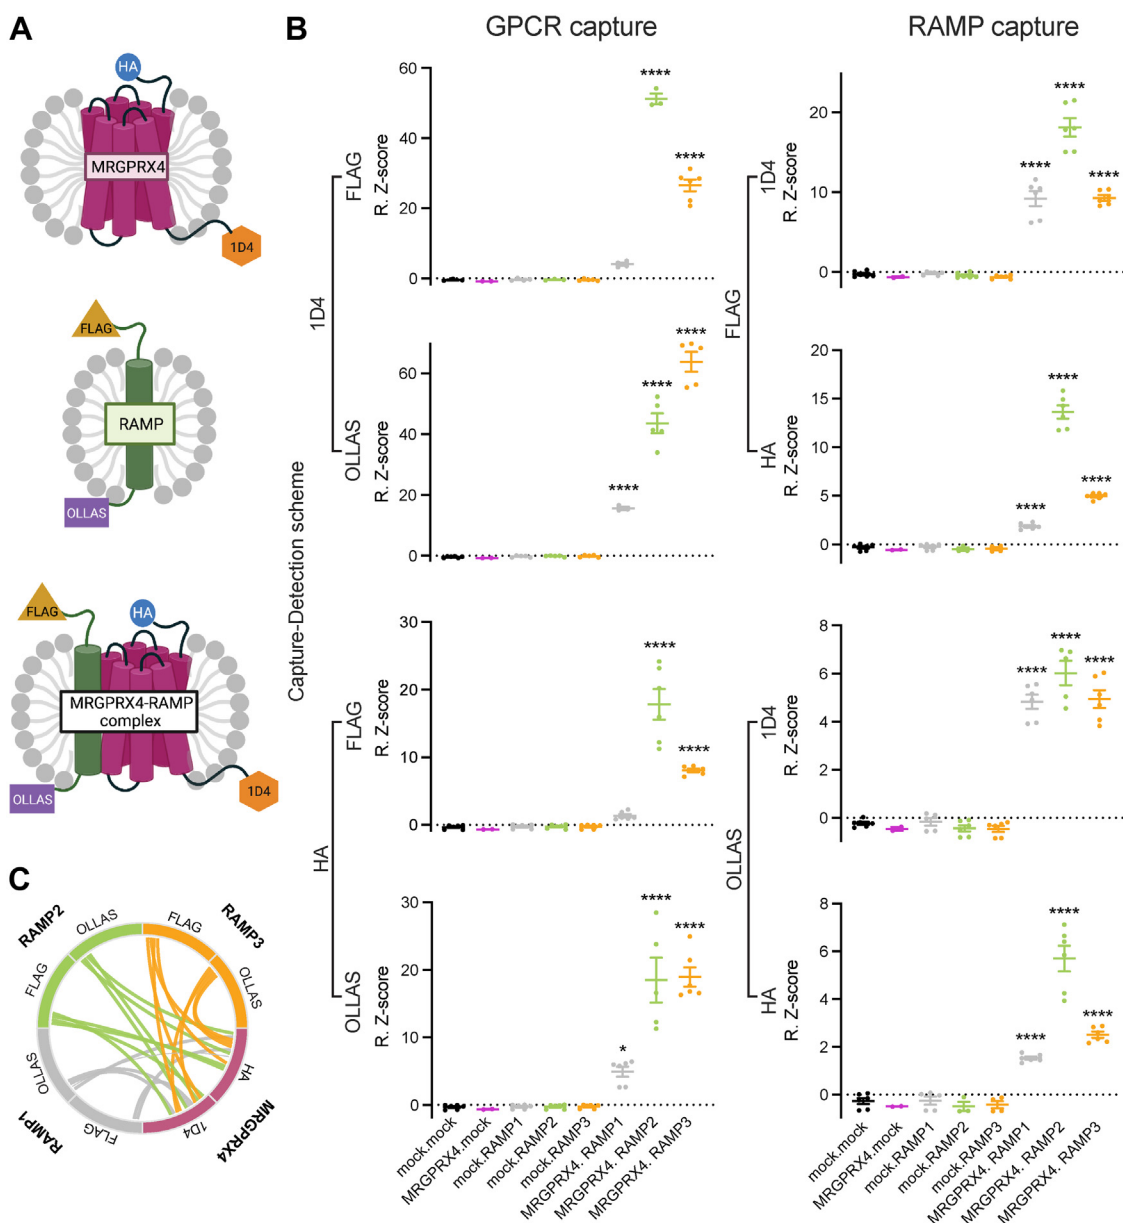 A
HA
MRGPRX4
1D4
FLAG
RAMP
OLLAS
FLAG
HA
MRGPRX4-RAMP
complex
OLLAS
1D4
B
GPCR capture
RAMP capture
Capture-Detection scheme
1D4
FLAG
R. Z-score
60
40
20
0
****
****
OLLAS
R. Z-score
60
40
20
0
****
****
****
HA
FLAG
R. Z-score
30
20
10
0
****
****
OLLAS
R. Z-score
30
20
10
0
*
****
****
mock.mock
MRGPRX4.mock
mock.RAMP1
mock.RAMP2
mock.RAMP3
MRGPRX4. RAMP1
MRGPRX4. RAMP2
MRGPRX4. RAMP3
FLAG
1D4
R. Z-score
20
10
0
****
****
****
HA
R. Z-score
20
15
10
5
0
****
****
****
OLLAS
1D4
R. Z-score
8
6
4
2
0
****
****
****
HA
R. Z-score
8
6
4
2
0
****
****
****
mock.mock
MRGPRX4.mock
mock.RAMP1
mock.RAMP2
mock.RAMP3
MRGPRX4. RAMP1
MRGPRX4. RAMP2
MRGPRX4. RAMP3
C
RAMP2
OLLAS
FLAG
RAMP3
FLAG
OLLAS
OLLAS
HA
RAMP1
FLAG
1D4
MRGPRX4